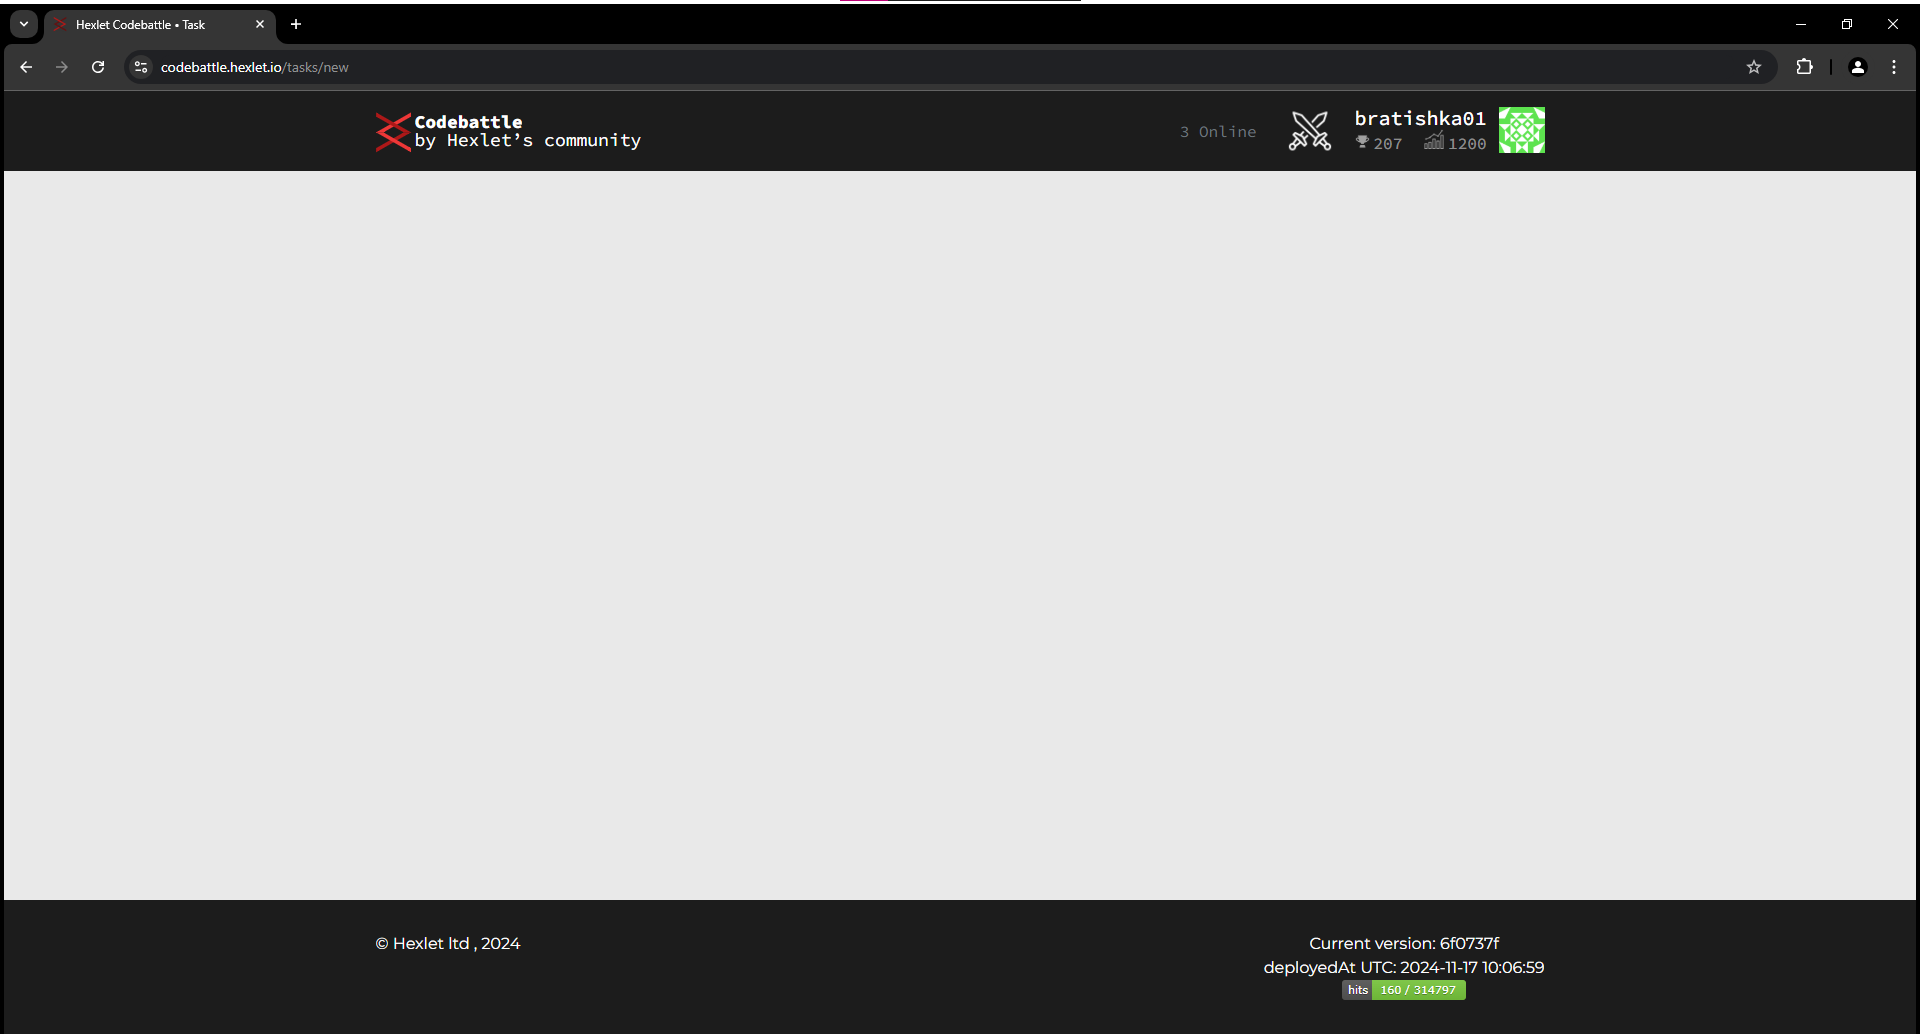 Hexlet Codebattle • Task
codebattle.hexlet.io/tasks/new
Codebattle
by Hexlet’s community
3 Online
bratishka01
207 1200
© Hexlet ltd , 2024
Current version: 6f0737f
deployedAt UTC: 2024-11-17 10:06:59
hits 160 / 314797